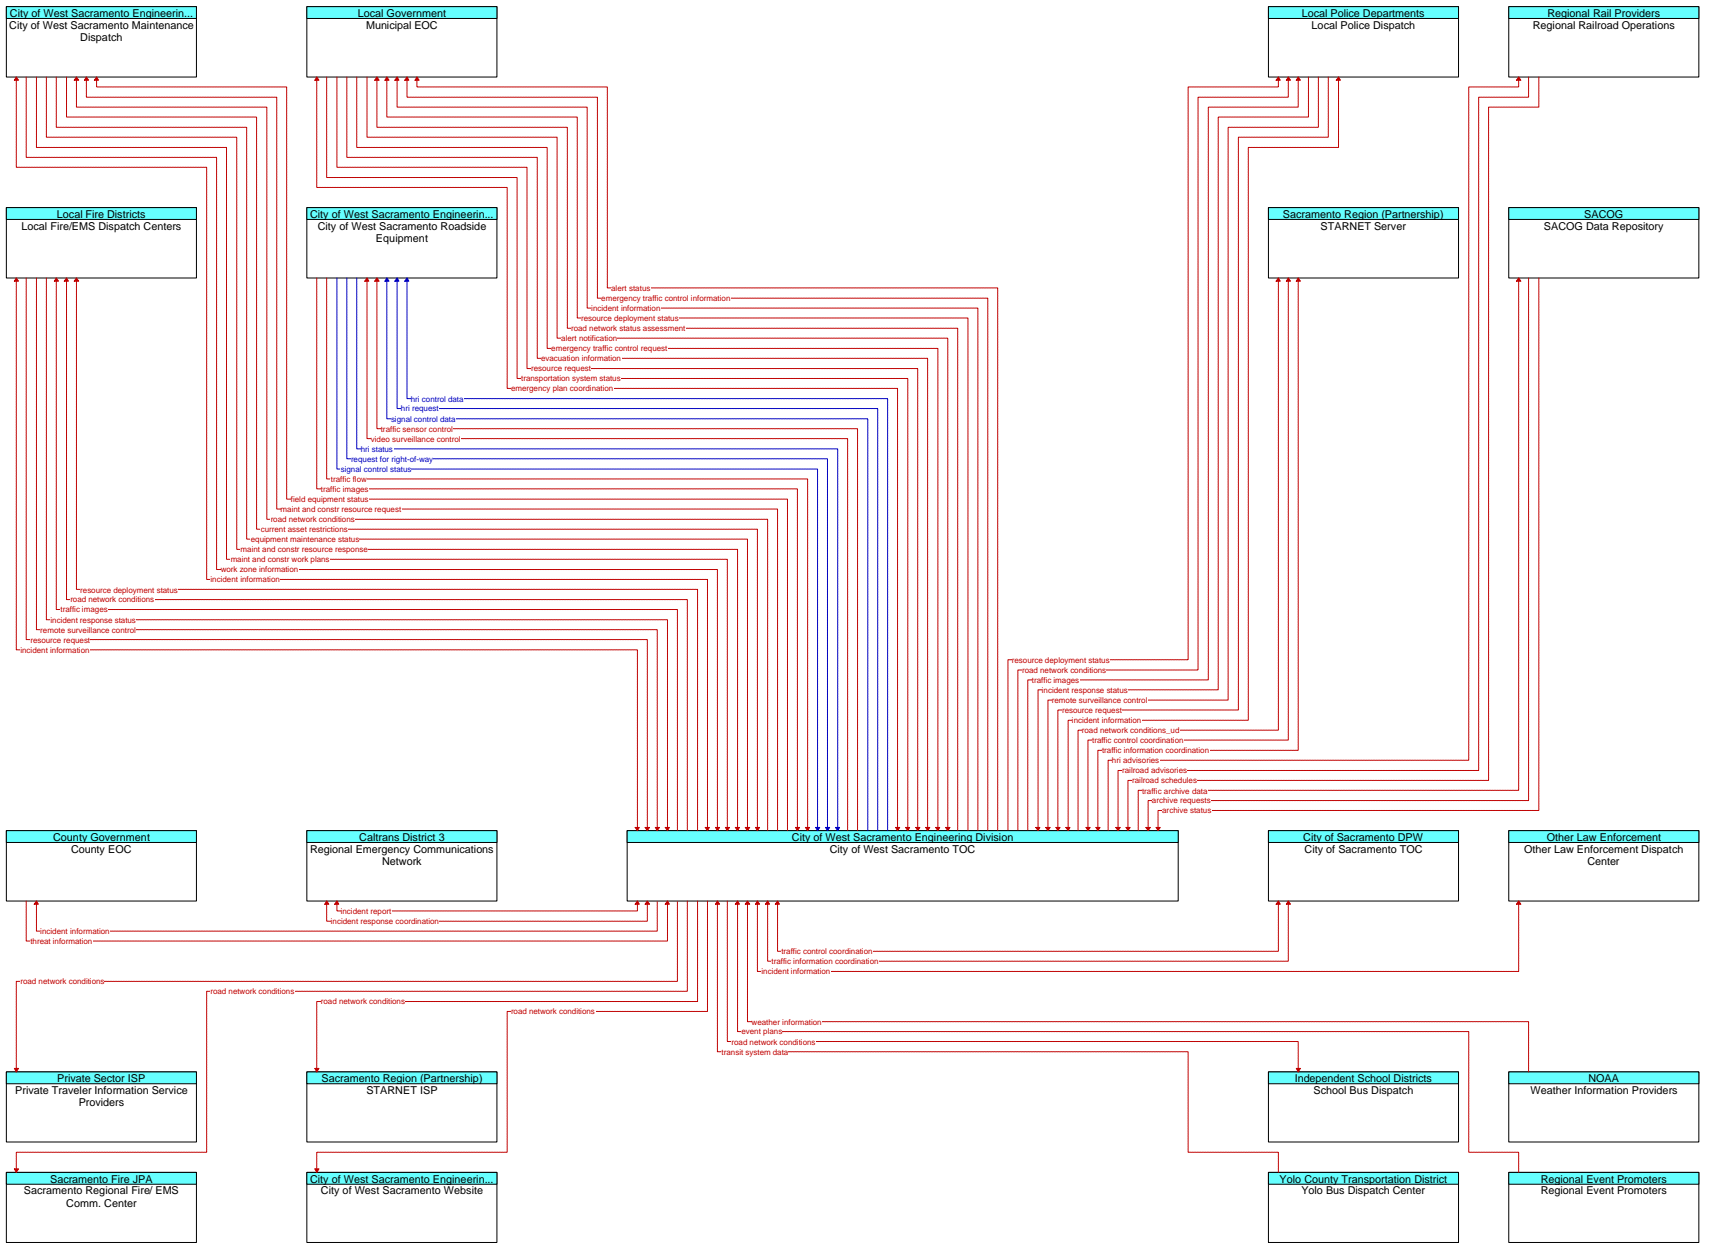 City of West Sacramento Engineerin...
City of West Sacramento Maintenance
Dispatch
Local Government
Municipal EOC
Local Police Departments
Local Police Dispatch
Regional Rail Providers
Regional Railroad Operations
Local Fire Districts
Local Fire/EMS Dispatch Centers
City of West Sacramento Engineerin...
City of West Sacramento Roadside
Equipment
Sacramento Region (Partnership)
STARNET Server
SACOG
SACOG Data Repository
alert status
emergency traffic control information
incident information
resource deployment status
road network status assessment
alert notification
emergency traffic control request
evacuation information
resource request
transportation system status
emergency plan coordination
hri control data
hri request
signal control data
traffic sensor control
video surveillance control
hri status
request for right-of-way
signal control status
traffic flow
traffic images
field equipment status
maint and constr resource request
road network conditions
current asset restrictions
equipment maintenance status
maint and constr resource response
maint and constr work plans
work zone information
incident information
resource deployment status
road network conditions
traffic images
incident response status
remote surveillance control
resource request
incident information
resource deployment status
road network conditions
traffic images
incident response status
remote surveillance control
resource request
incident information
road network conditions_ud
traffic control coordination
traffic information coordination
hri advisories
railroad advisories
railroad schedules
traffic archive data
archive requests
archive status
County Government
County EOC
Caltrans District 3
Regional Emergency Communications
Network
City of West Sacramento Engineering Division
City of West Sacramento TOC
City of Sacramento DPW
City of Sacramento TOC
Other Law Enforcement
Other Law Enforcement Dispatch
Center
incident report
incident response coordination
incident information
threat information
traffic control coordination
traffic information coordination
incident information
road network conditions
road network conditions
road network conditions
road network conditions
weather information
event plans
road network conditions
transit system data
Private Sector ISP
Private Traveler Information Service
Providers
Sacramento Region (Partnership)
STARNET ISP
Independent School Districts
School Bus Dispatch
NOAA
Weather Information Providers
Sacramento Fire JPA
Sacramento Regional Fire/ EMS
Comm. Center
City of West Sacramento Engineerin...
City of West Sacramento Website
Yolo County Transportation District
Yolo Bus Dispatch Center
Regional Event Promoters
Regional Event Promoters